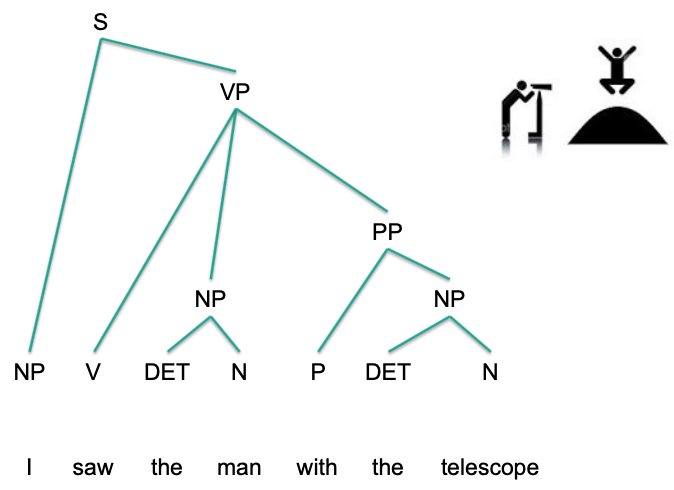 S
VP
PP
NP NP
NP V DET N P DET N
I saw the man with the telescope